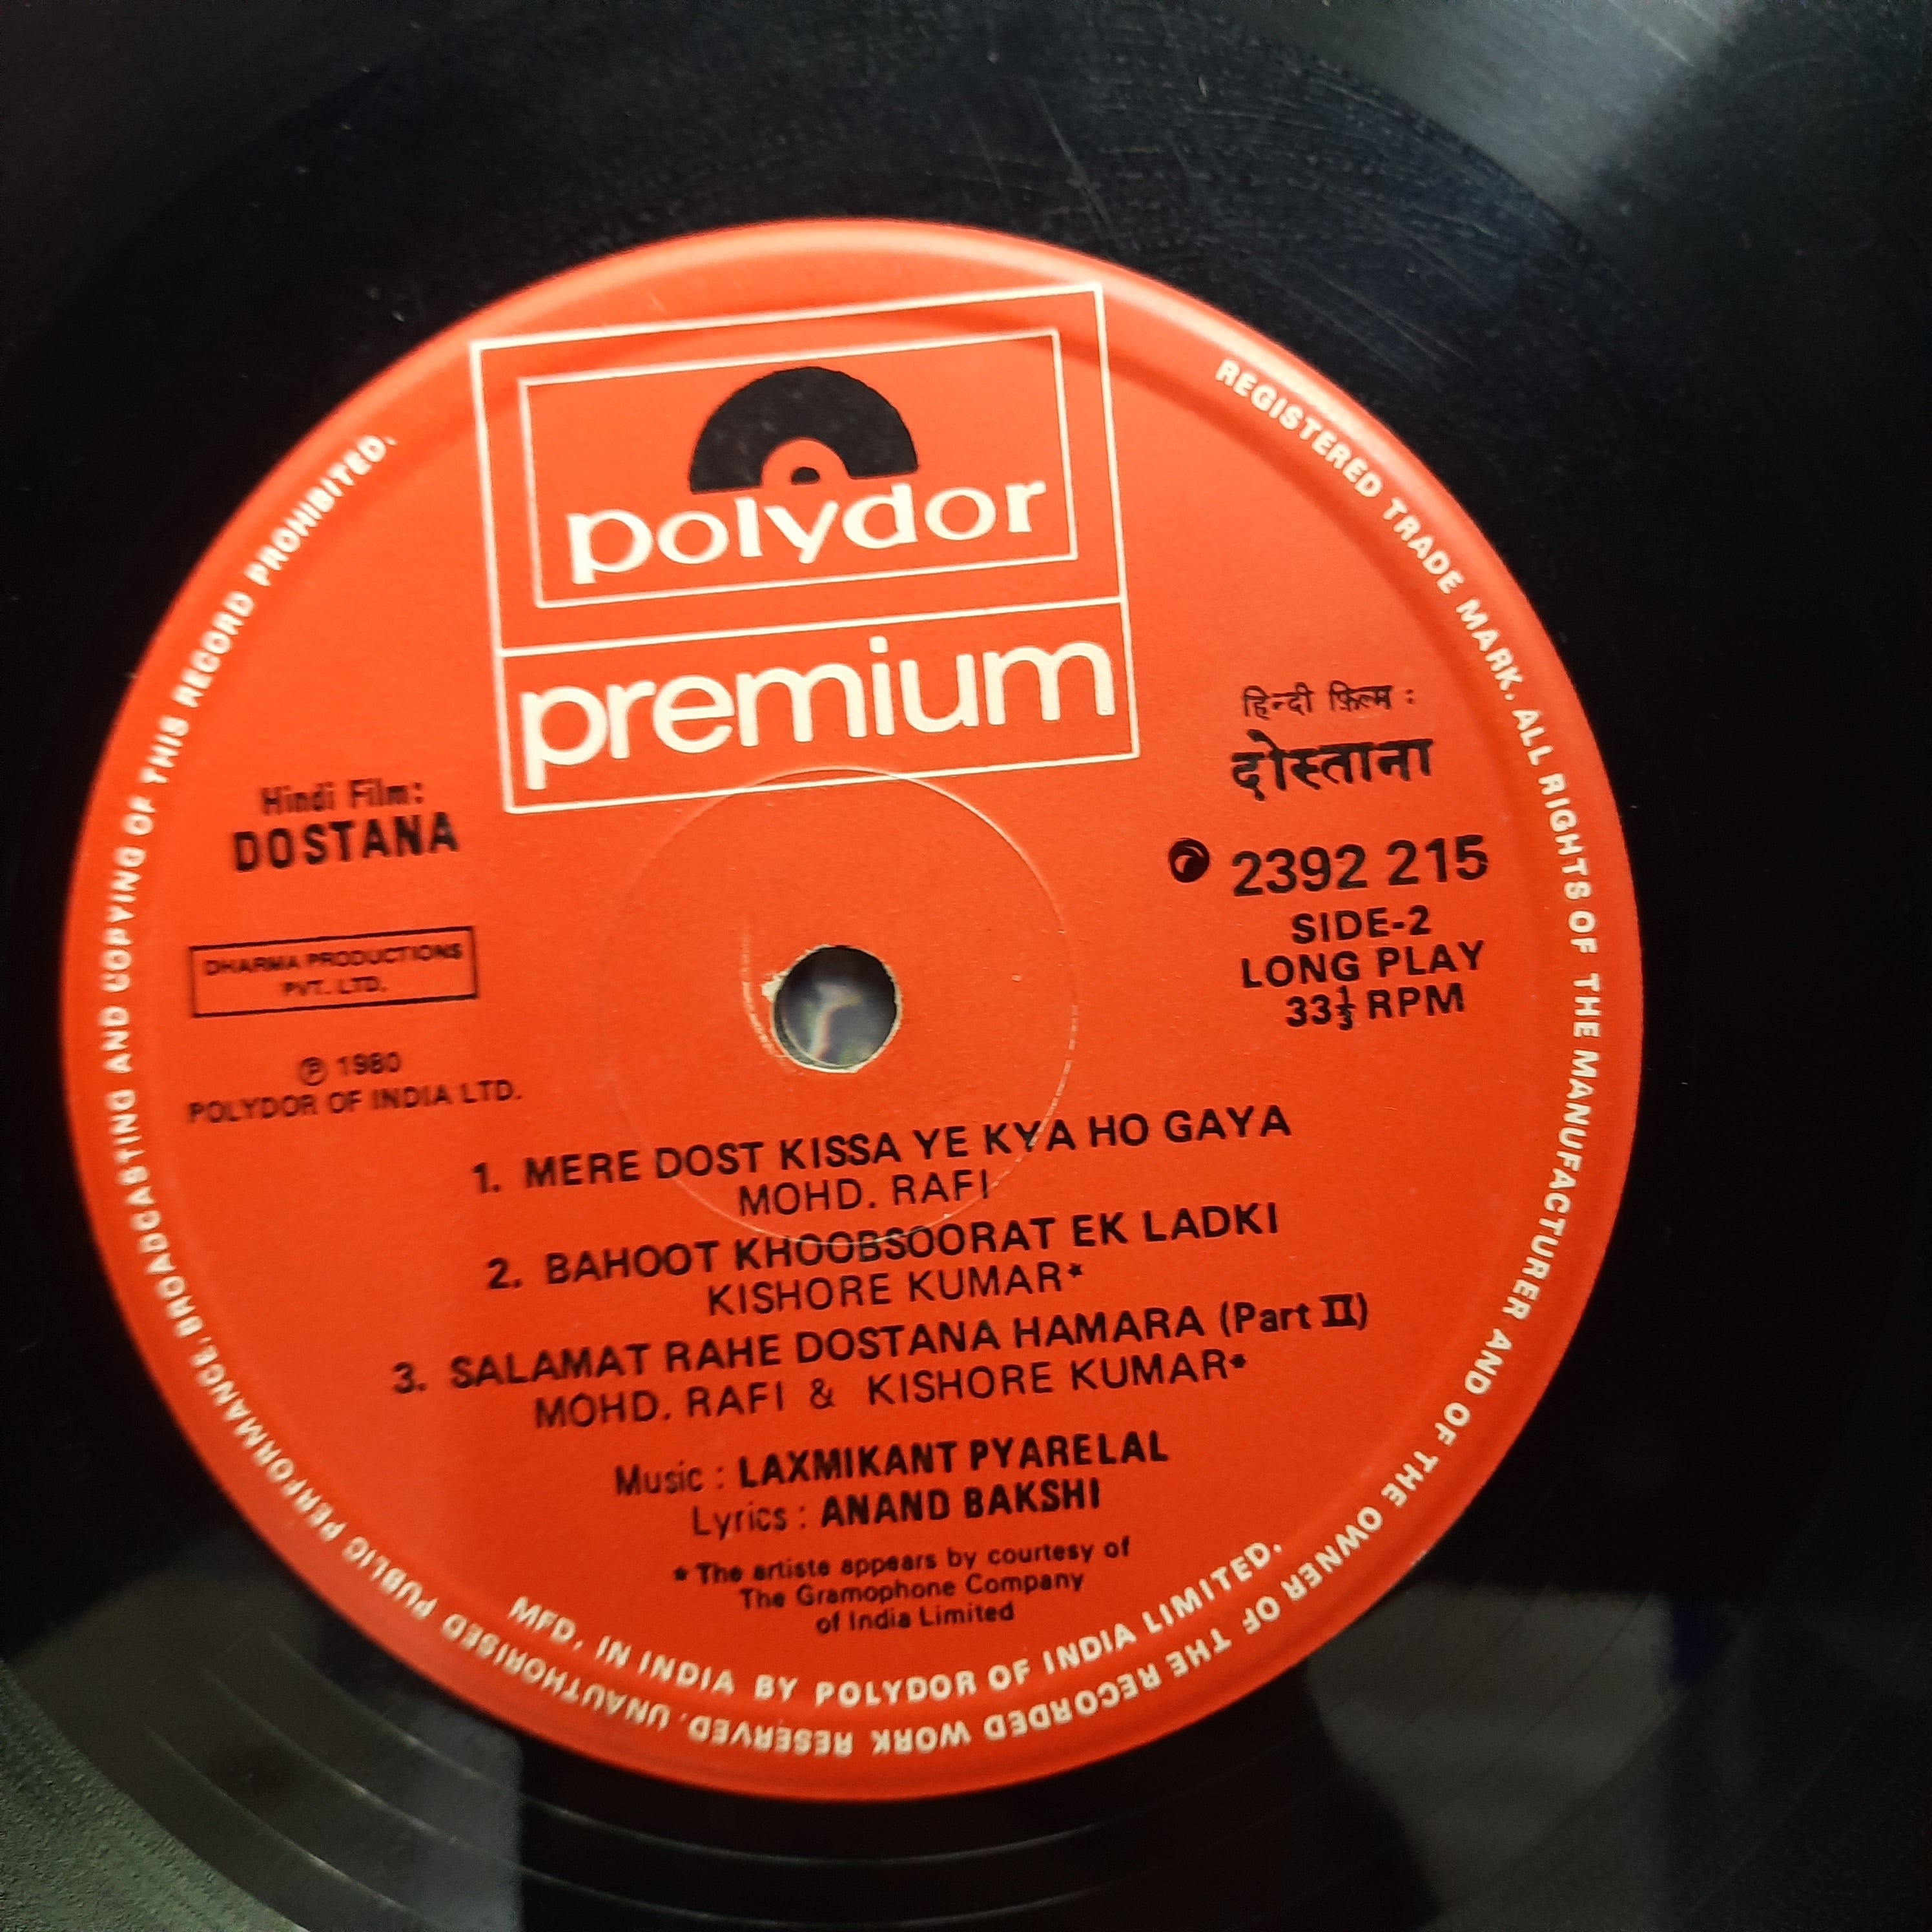 polydor
premium
Hindi Film:
DOSTANA
DHARMA PRODUCTIONS
PVT. LTD.
℗ 1980
POLYDOR OF INDIA LTD.
हिन्दी फ़िल्म :
दोस्ताना
2392 215
SIDE-2
LONG PLAY
33⅓ RPM
1. MERE DOST KISSA YE KYA HO GAYA
MOHD. RAFI
2. BAHOOT KHOOBSOORAT EK LADKI
KISHORE KUMAR*
3. SALAMAT RAHE DOSTANA HAMARA (Part II)
MOHD. RAFI & KISHORE KUMAR*
Music : LAXMIKANT PYARELAL
Lyrics : ANAND BAKSHI
* The artiste appears by courtesy of
The Gramophone Company
of India Limited
MFD. IN INDIA BY POLYDOR OF INDIA LIMITED.
REGISTERED TRADE MARK. ALL RIGHTS OF THE MANUFACTURER AND OF THE OWNER OF THE RECORDED WORK RESERVED. UNAUTHORISED PUBLIC PERFORMANCE, BROADCASTING AND COPYING OF THIS RECORD PROHIBITED.